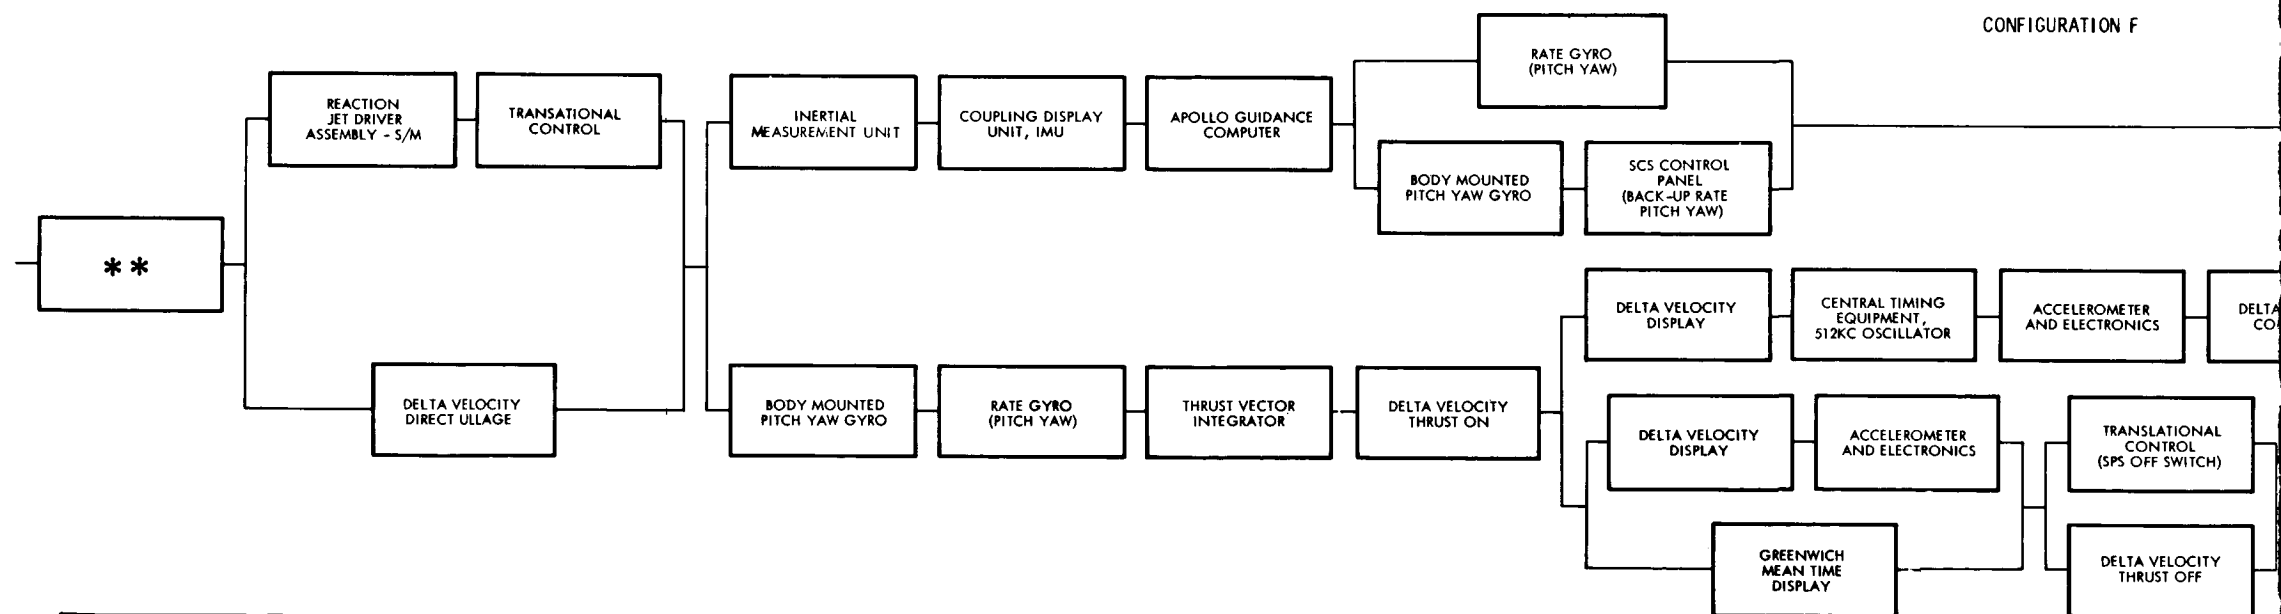 CONFIGURATION F
RATE GYRO
(PITCH YAW)
REACTION
JET DRIVER
ASSEMBLY - S/M
TRANSATIONAL
CONTROL
INERTIAL
MEASUREMENT UNIT
COUPLING DISPLAY
UNIT, IMU
APOLLO GUIDANCE
COMPUTER
BODY MOUNTED
PITCH YAW GYRO
SCS CONTROL
PANEL
(BACK-UP RATE
PITCH YAW)
**
DELTA VELOCITY
DISPLAY
CENTRAL TIMING
EQUIPMENT,
512KC OSCILLATOR
ACCELEROMETER
AND ELECTRONICS
DELTA
CO
DELTA VELOCITY
DIRECT ULLAGE
BODY MOUNTED
PITCH YAW GYRO
RATE GYRO
(PITCH YAW)
THRUST VECTOR
INTEGRATOR
DELTA VELOCITY
THRUST ON
DELTA VELOCITY
DISPLAY
ACCELEROMETER
AND ELECTRONICS
TRANSLATIONAL
CONTROL
(SPS OFF SWITCH)
GREENWICH
MEAN TIME
DISPLAY
DELTA VELOCITY
THRUST OFF